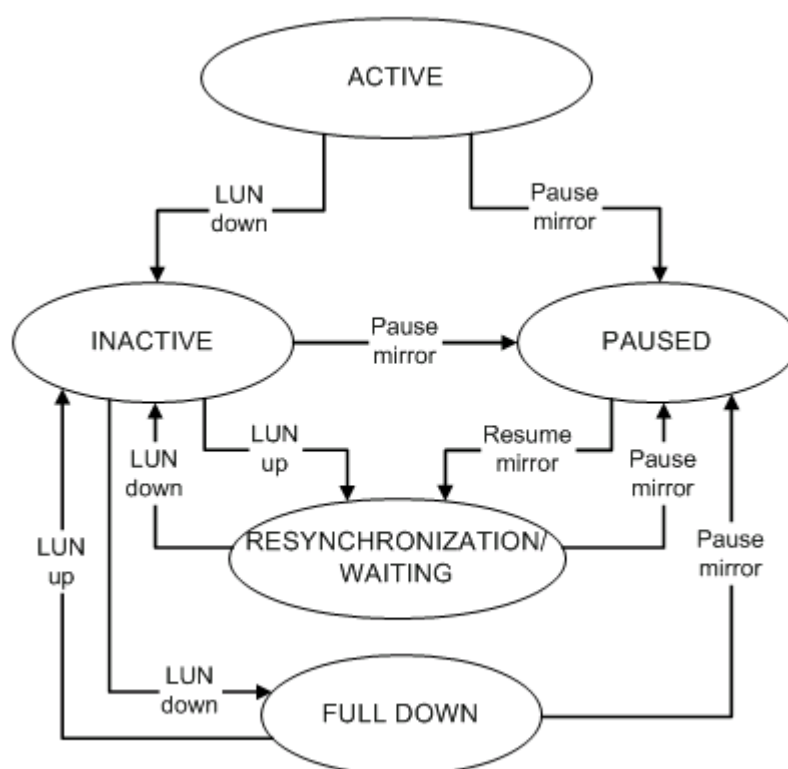 ACTIVE
LUN
down
Pause
mirror
INACTIVE
Pause
mirror
PAUSED
LUN
down
LUN
up
Resume
mirror
Pause
mirror
RESYNCHRONIZATION/
WAITING
LUN
up
Pause
mirror
LUN
down
FULL DOWN